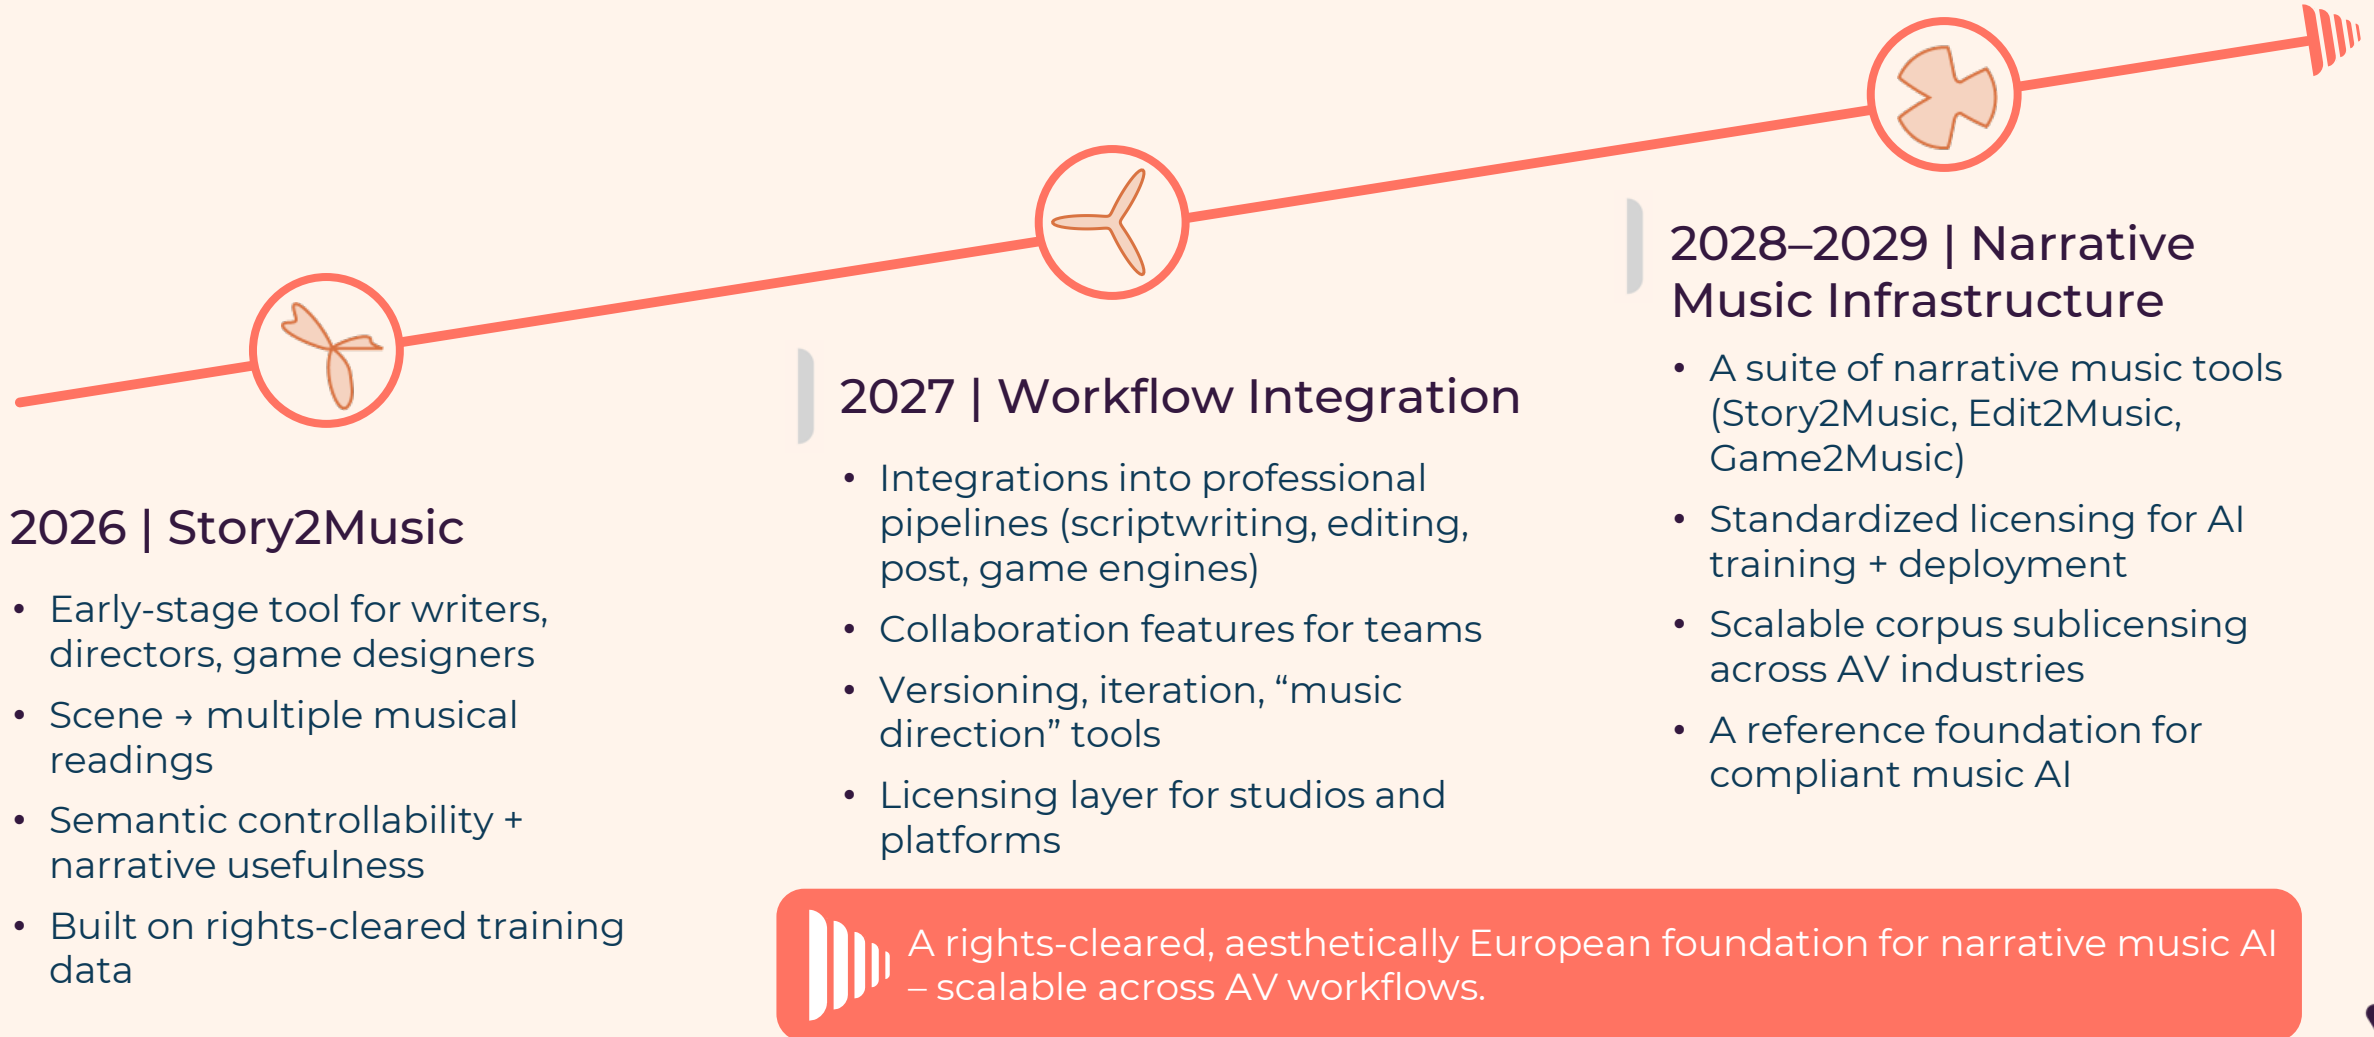 2026 | Story2Music
• Early-stage tool for writers,
directors, game designers
• Scene → multiple musical
readings
• Semantic controllability +
narrative usefulness
• Built on rights-cleared training
data
2027 | Workflow Integration
• Integrations into professional
pipelines (scriptwriting, editing,
post, game engines)
• Collaboration features for teams
• Versioning, iteration, “music
direction” tools
• Licensing layer for studios and
platforms
2028–2029 | Narrative
Music Infrastructure
• A suite of narrative music tools
(Story2Music, Edit2Music,
Game2Music)
• Standardized licensing for AI
training + deployment
• Scalable corpus sublicensing
across AV industries
• A reference foundation for
compliant music AI
A rights-cleared, aesthetically European foundation for narrative music AI
– scalable across AV workflows.